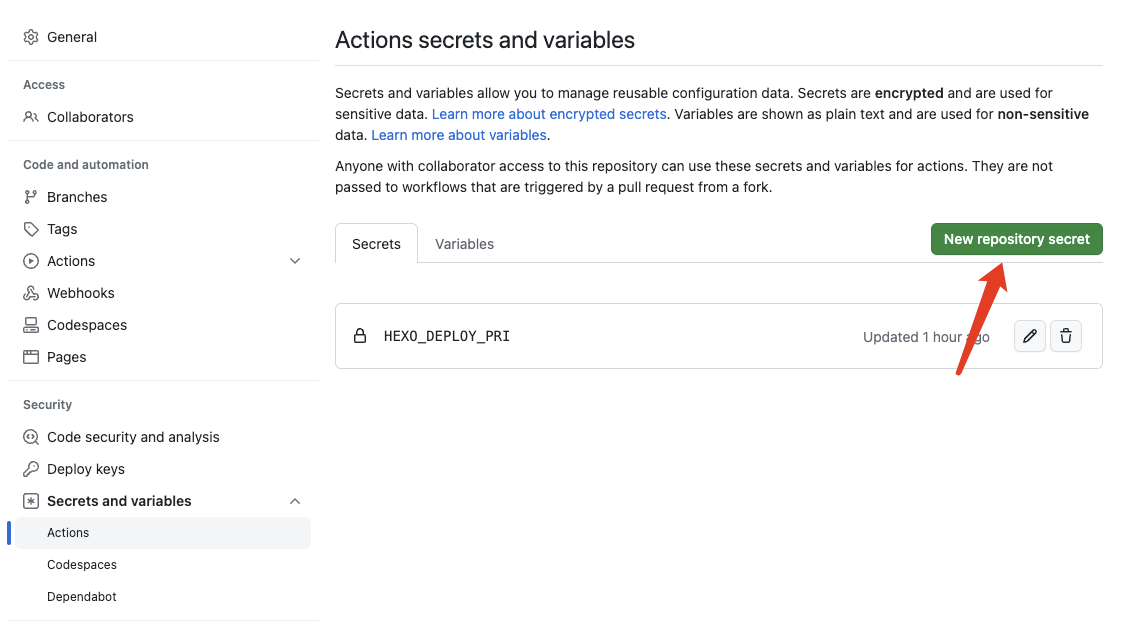 General
Access
Collaborators
Code and automation
Branches
Tags
Actions
Webhooks
Codespaces
Pages
Security
Code security and analysis
Deploy keys
Secrets and variables
Actions
Codespaces
Dependabot
Actions secrets and variables
Secrets and variables allow you to manage reusable configuration data. Secrets are encrypted and are used for
sensitive data. Learn more about encrypted secrets. Variables are shown as plain text and are used for non-sensitive
data. Learn more about variables.
Anyone with collaborator access to this repository can use these secrets and variables for actions. They are not
passed to workflows that are triggered by a pull request from a fork.
Secrets
Variables
New repository secret
HEXO_DEPLOY_PRI
Updated 1 hour ago